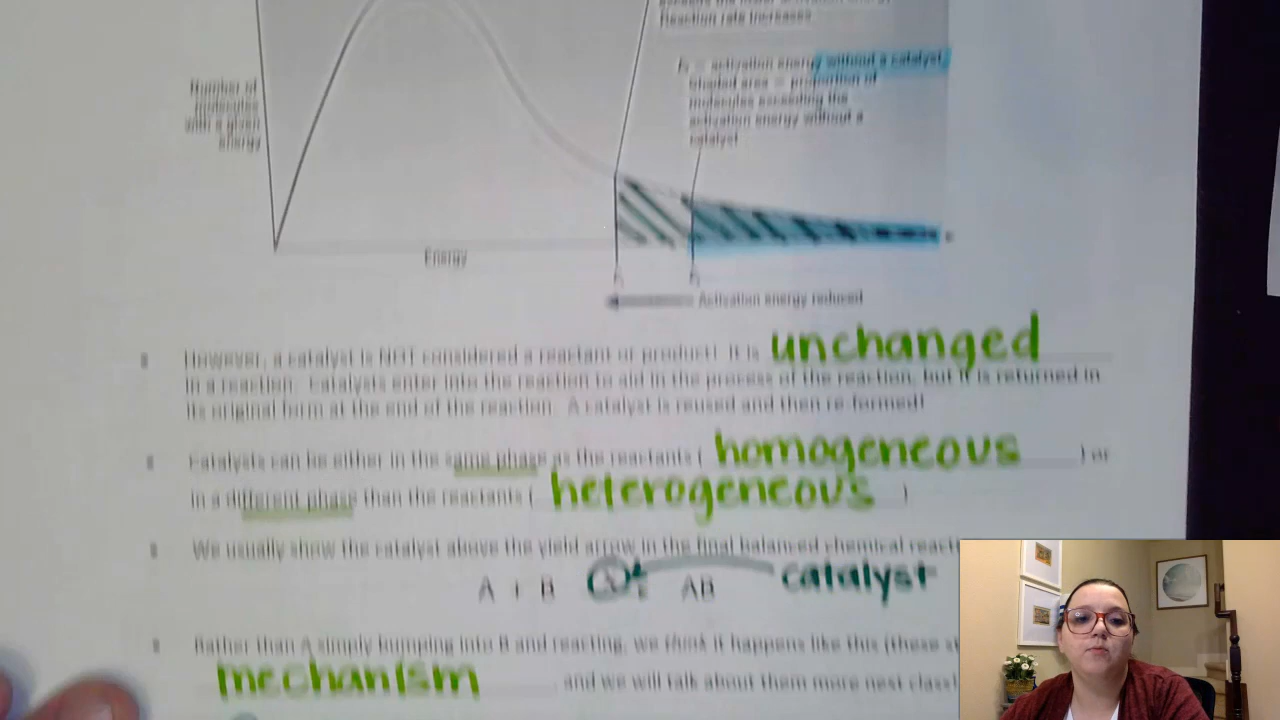 Reaction rate increases
= activation energy without a catalyst
shaded area = proportion of
molecules exceeding the
activation energy without a
catalyst
Number of
molecules
with a given
energy
Energy
Activation energy reduced
However, a catalyst is NOT considered a reactant or product! It is unchanged
in a reaction. Catalysts enter into the reaction to aid in the process of the reaction, but it is returned in
its original form at the end of the reaction. A catalyst is reused and then re-formed!
Catalysts can be either in the same phase as the reactants ( homogeneous ) or
in a different phase than the reactants ( heterogeneous )
We usually show the catalyst above the yield arrow in the final balanced chemical
A + B AB catalyst
Rather than A simply bumping into B and reacting, we think it happens like this (these
mechanism and we will talk about them more next class)